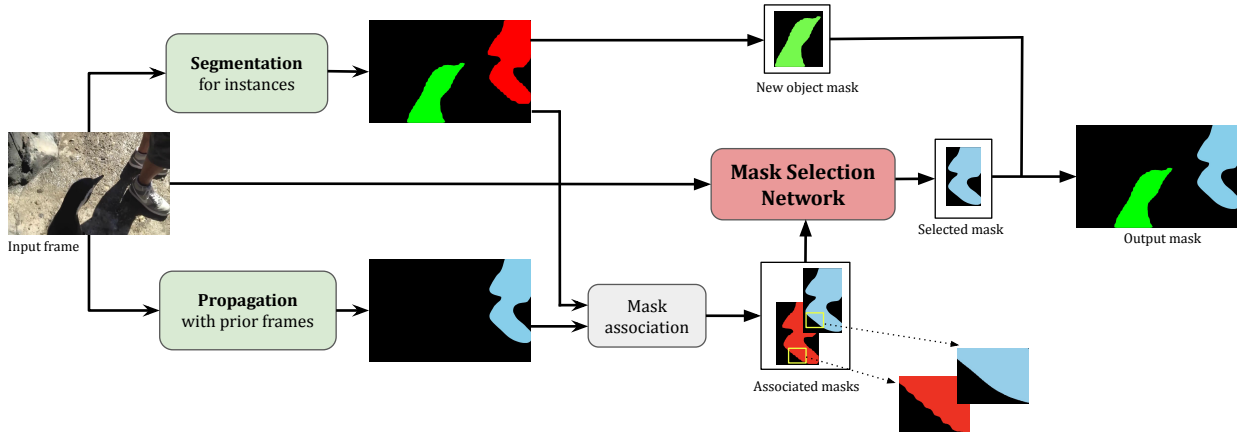 Segmentation
for instances
New object mask
Input frame
Mask Selection
Network
Selected mask
Output mask
Propagation
with prior frames
Mask
association
Associated masks